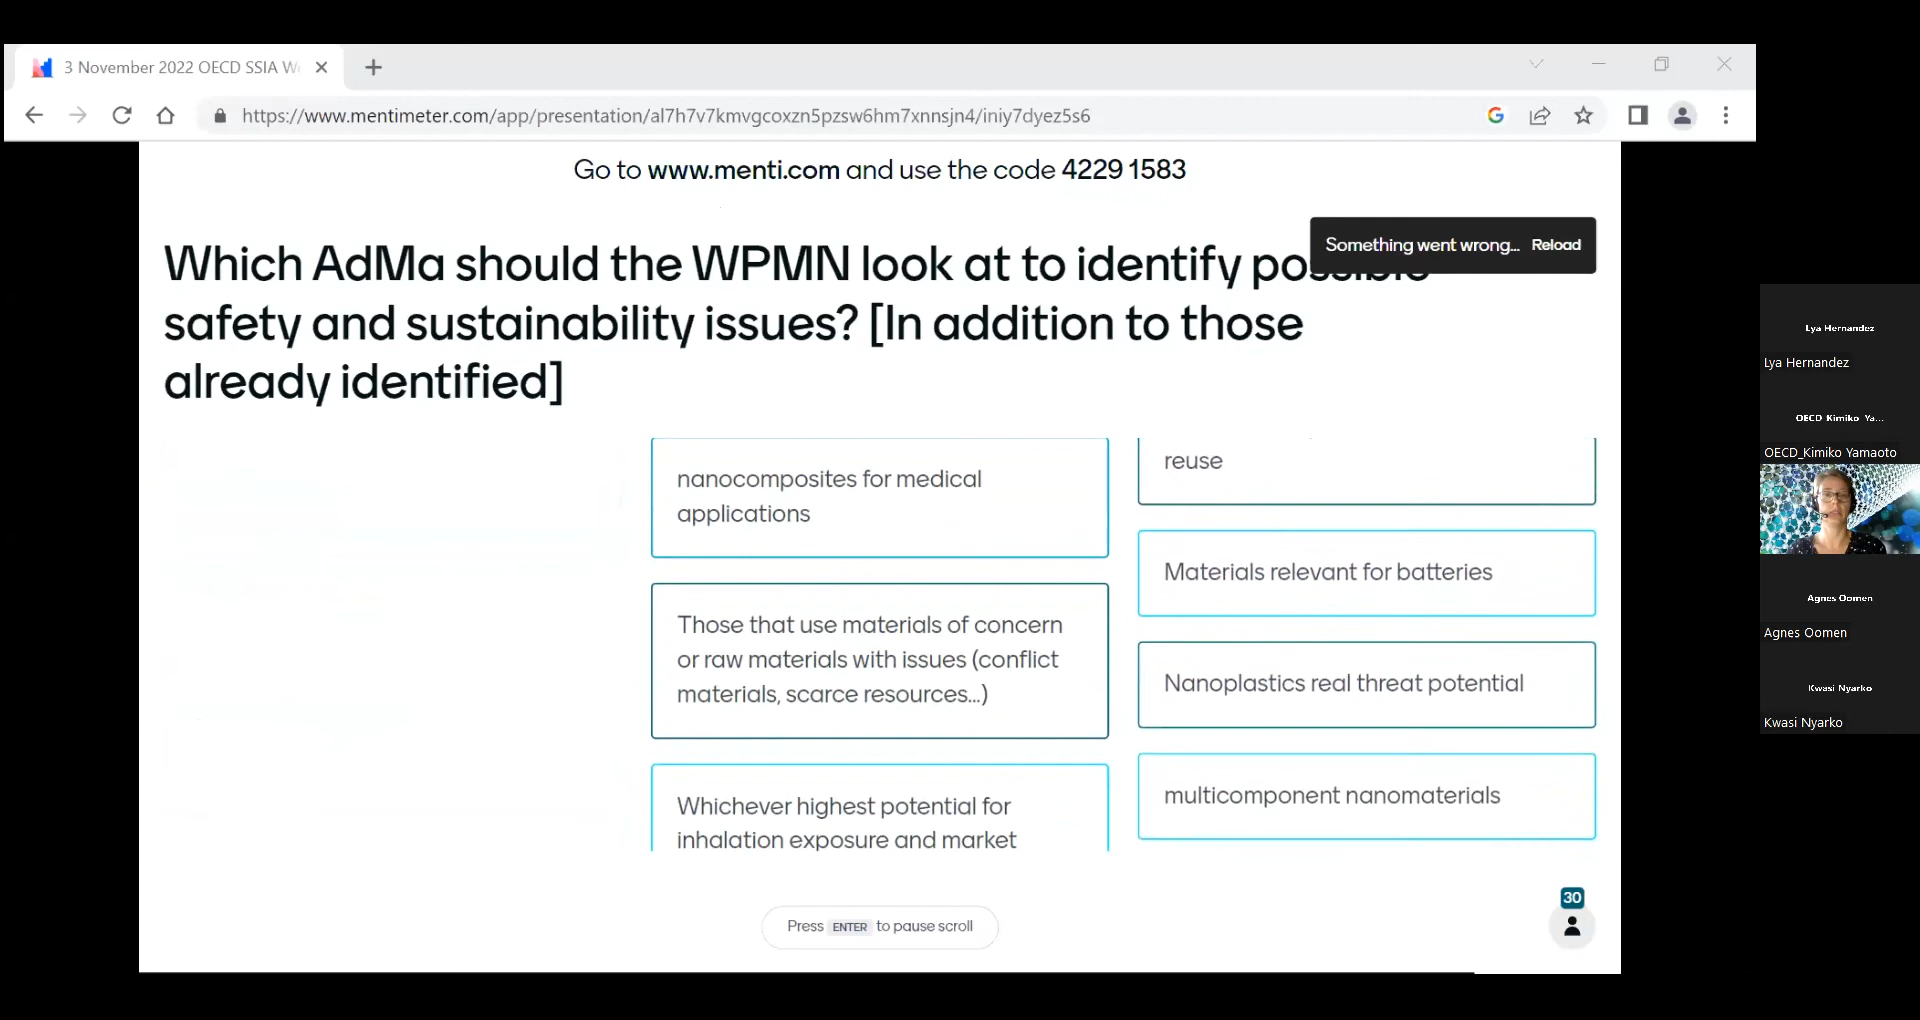 3 November 2022 OECD SSIA W
https://www.mentimeter.com/app/presentation/al7h7v7kmvgcoxzn5pzsw6hm7xnnsjn4/iniy7dyez5s6
Go to www.menti.com and use the code 4229 1583
Something went wrong... Reload
Which AdMa should the WPMN look at to identify possible
safety and sustainability issues? [In addition to those
already identified]
nanocomposites for medical
applications
Those that use materials of concern
or raw materials with issues (conflict
materials, scarce resources...)
Whichever highest potential for
inhalation exposure and market
reuse
Materials relevant for batteries
Nanoplastics real threat potential
multicomponent nanomaterials
Press ENTER to pause scroll
30
Lya Hernandez
Lya Hernandez
OECD_Kimiko Ya...
OECD_Kimiko Yamaoto
Agnes Oomen
Agnes Oomen
Kwasi Nyarko
Kwasi Nyarko